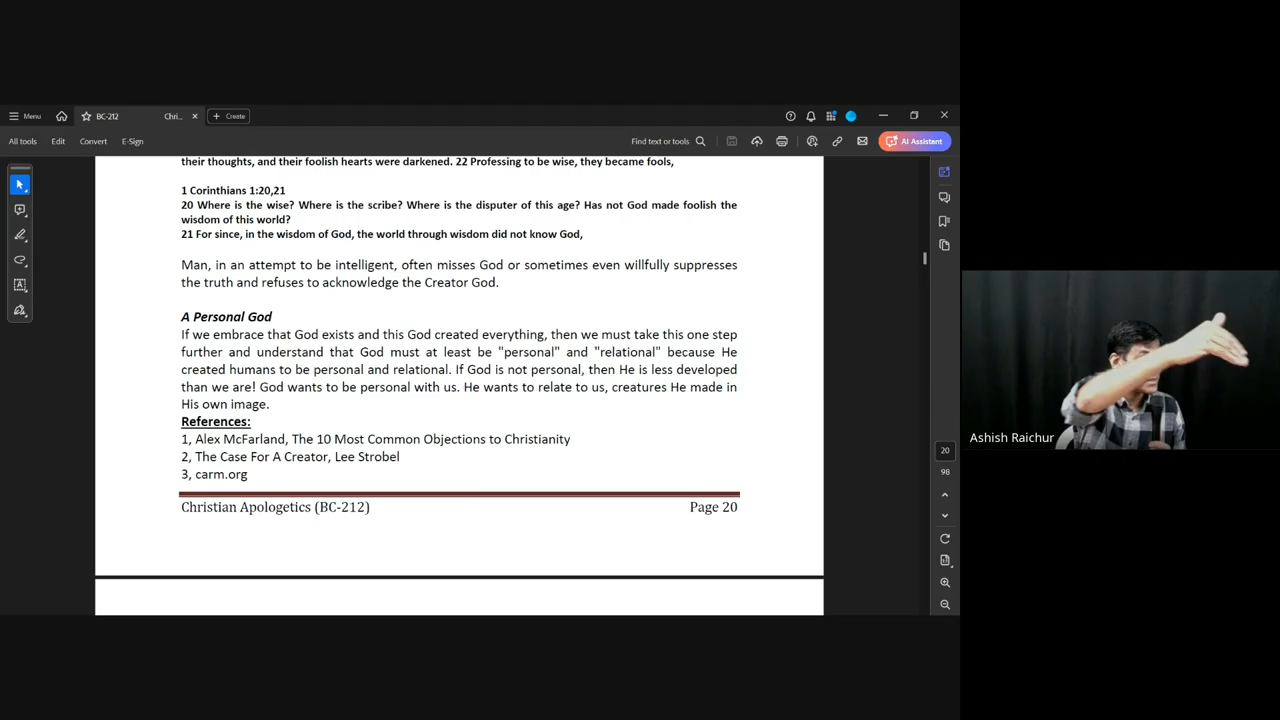 Menu
BC-212 Chri...
Create
All tools
Edit
Convert
E-Sign
Find text or tools
AI Assistant
their thoughts, and their foolish hearts were darkened. 22 Professing to be wise, they became fools,
1 Corinthians 1:20,21
20 Where is the wise? Where is the scribe? Where is the disputer of this age? Has not God made foolish the
wisdom of this world?
21 For since, in the wisdom of God, the world through wisdom did not know God,
Man, in an attempt to be intelligent, often misses God or sometimes even willfully suppresses
the truth and refuses to acknowledge the Creator God.
A Personal God
If we embrace that God exists and this God created everything, then we must take this one step
further and understand that God must at least be "personal" and "relational" because He
created humans to be personal and relational. If God is not personal, then He is less developed
than we are! God wants to be personal with us. He wants to relate to us, creatures He made in
His own image.
References:
1, Alex McFarland, The 10 Most Common Objections to Christianity
2, The Case For A Creator, Lee Strobel
3, carm.org
Christian Apologetics (BC-212) Page 20
20
98
Ashish Raichur